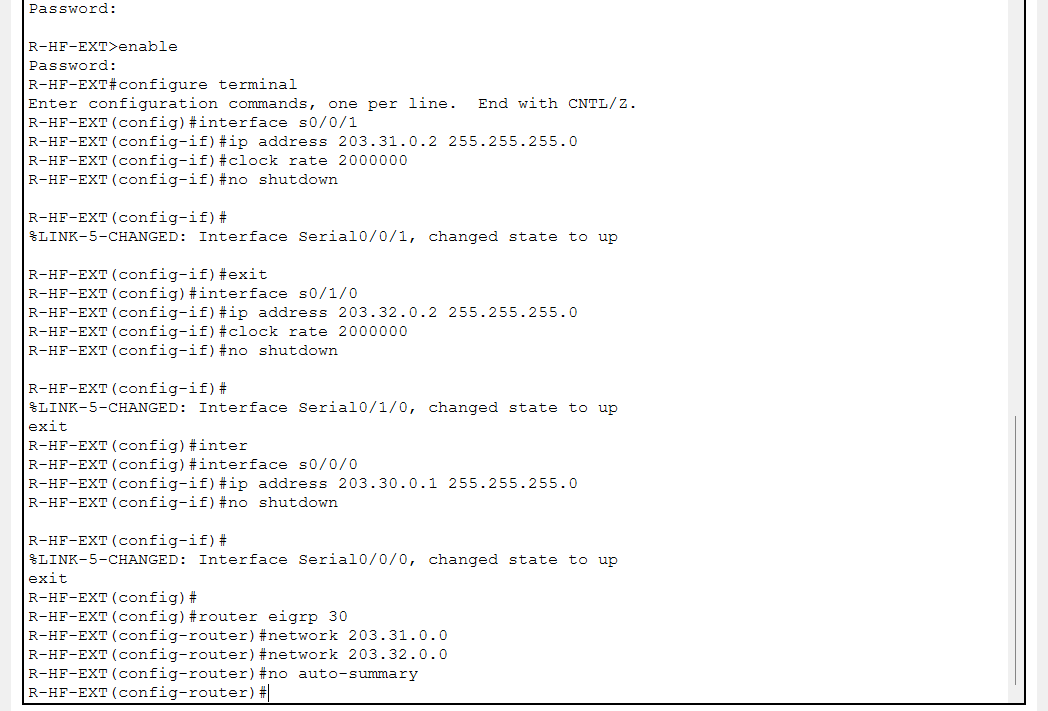 Password:
R-HF-EXT>enable
Password:
R-HF-EXT#configure terminal
Enter configuration commands, one per line.  End with CNTL/Z.
R-HF-EXT(config)#interface s0/0/1
R-HF-EXT(config-if)#ip address 203.31.0.2 255.255.255.0
R-HF-EXT(config-if)#clock rate 2000000
R-HF-EXT(config-if)#no shutdown
R-HF-EXT(config-if)#
%LINK-5-CHANGED: Interface Serial0/0/1, changed state to up
R-HF-EXT(config-if)#exit
R-HF-EXT(config)#interface s0/1/0
R-HF-EXT(config-if)#ip address 203.32.0.2 255.255.255.0
R-HF-EXT(config-if)#clock rate 2000000
R-HF-EXT(config-if)#no shutdown
R-HF-EXT(config-if)#
%LINK-5-CHANGED: Interface Serial0/1/0, changed state to up
exit
R-HF-EXT(config)#inter
R-HF-EXT(config)#interface s0/0/0
R-HF-EXT(config-if)#ip address 203.30.0.1 255.255.255.0
R-HF-EXT(config-if)#no shutdown
R-HF-EXT(config-if)#
%LINK-5-CHANGED: Interface Serial0/0/0, changed state to up
exit
R-HF-EXT(config)#
R-HF-EXT(config)#router eigrp 30
R-HF-EXT(config-router)#network 203.31.0.0
R-HF-EXT(config-router)#network 203.32.0.0
R-HF-EXT(config-router)#no auto-summary
R-HF-EXT(config-router)#